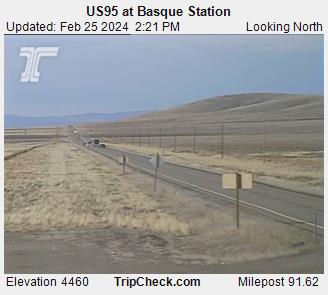 US95 at Basque Station
Updated: Feb 25 2024 2:21 PM Looking North
Elevation 4460 TripCheck.com Milepost 91.62